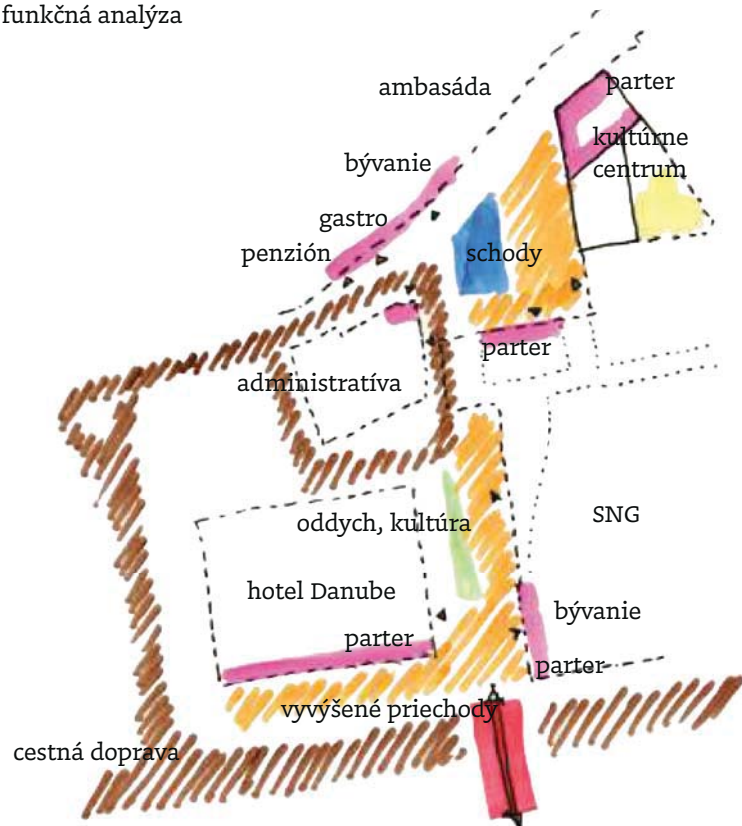 funkčná analýza
ambasáda
parter
kultúrne
centrum
bývanie
gastro
penzión
schody
parter
administratíva
oddych, kultúra
SNG
hotel Danube
bývanie
parter
parter
vyvýšené priechody
cestná doprava